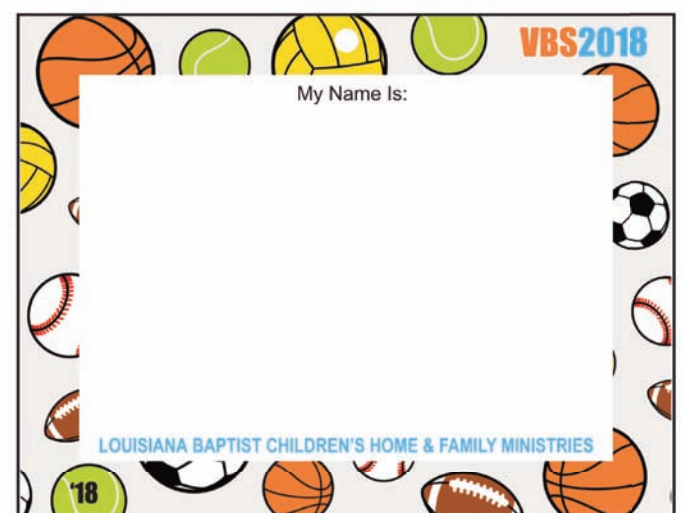 VBS2018
My Name Is:
LOUISIANA BAPTIST CHILDREN'S HOME & FAMILY MINISTRIES
'18